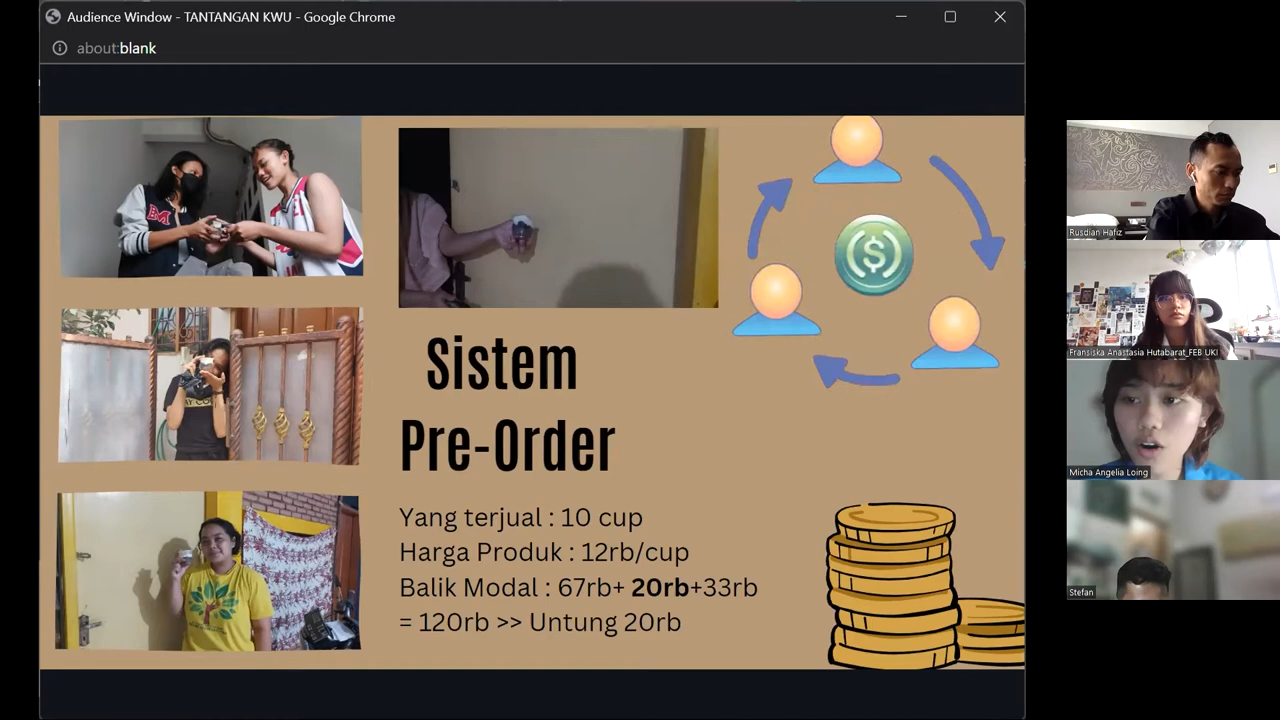 Audience Window - TANTANGAN KWU - Google Chrome
about:blank
Sistem
Pre-Order
Yang terjual : 10 cup
Harga Produk : 12rb/cup
Balik Modal : 67rb+ 20rb+33rb
= 120rb >> Untung 20rb
Rusdian Hafiz
Fransiska Anastasia Hutabarat_FEB UKI
Micha Angelia Loing
Stefan